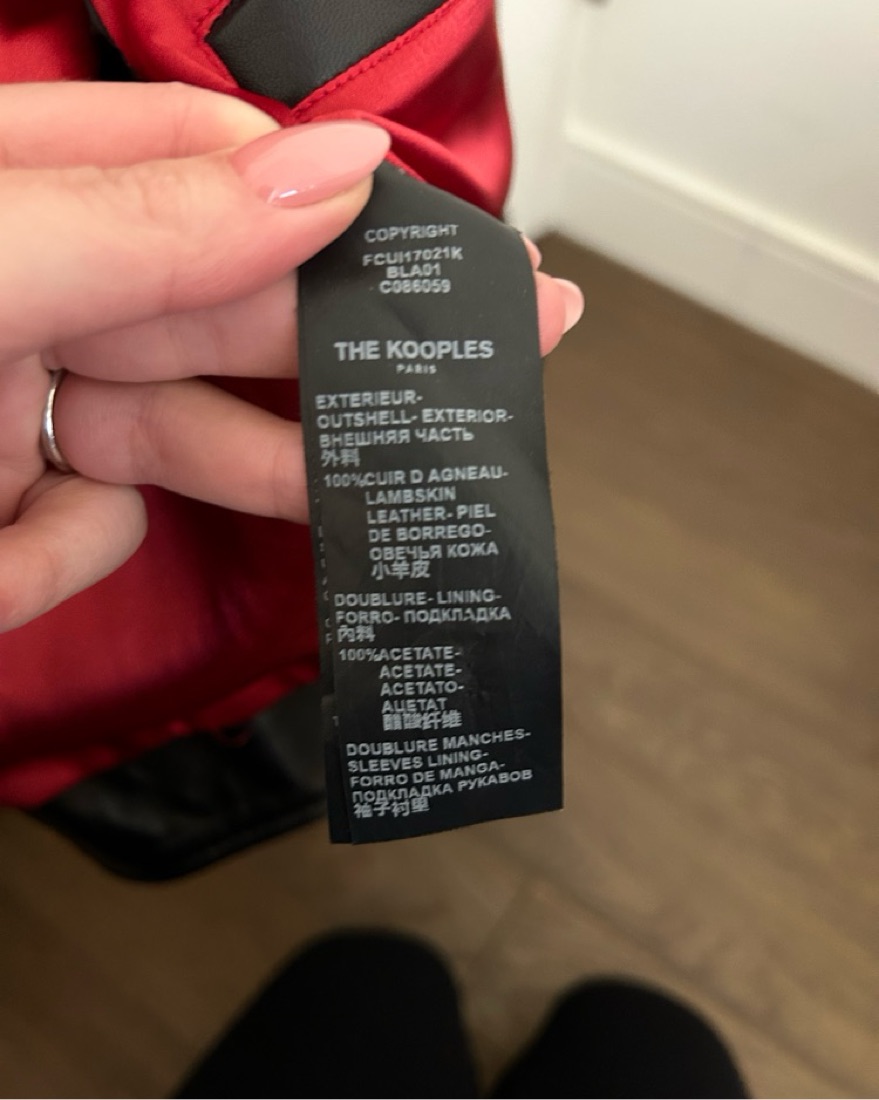 COPYRIGHT
FCUI17021K
BLA01
C086059
THE KOOPLES
PARIS
EXTERIEUR-
OUTSHELL- EXTERIOR-
ВНЕШНЯЯ ЧАСТЬ
外料
100%CUIR D AGNEAU-
LAMBSKIN
LEATHER- PIEL
DE BORREGO-
ОВЕЧЬЯ КОЖА
小羊皮
DOUBLURE- LINING-
FORRO- ПОДКЛАДКА
內料
100%ACETATE-
ACETATE-
ACETATO-
АЦЕТАТ
醋酸纤维
DOUBLURE MANCHES-
SLEEVES LINING-
FORRO DE MANGA-
ПОДКЛАДКА РУКАВОВ
袖子衬里